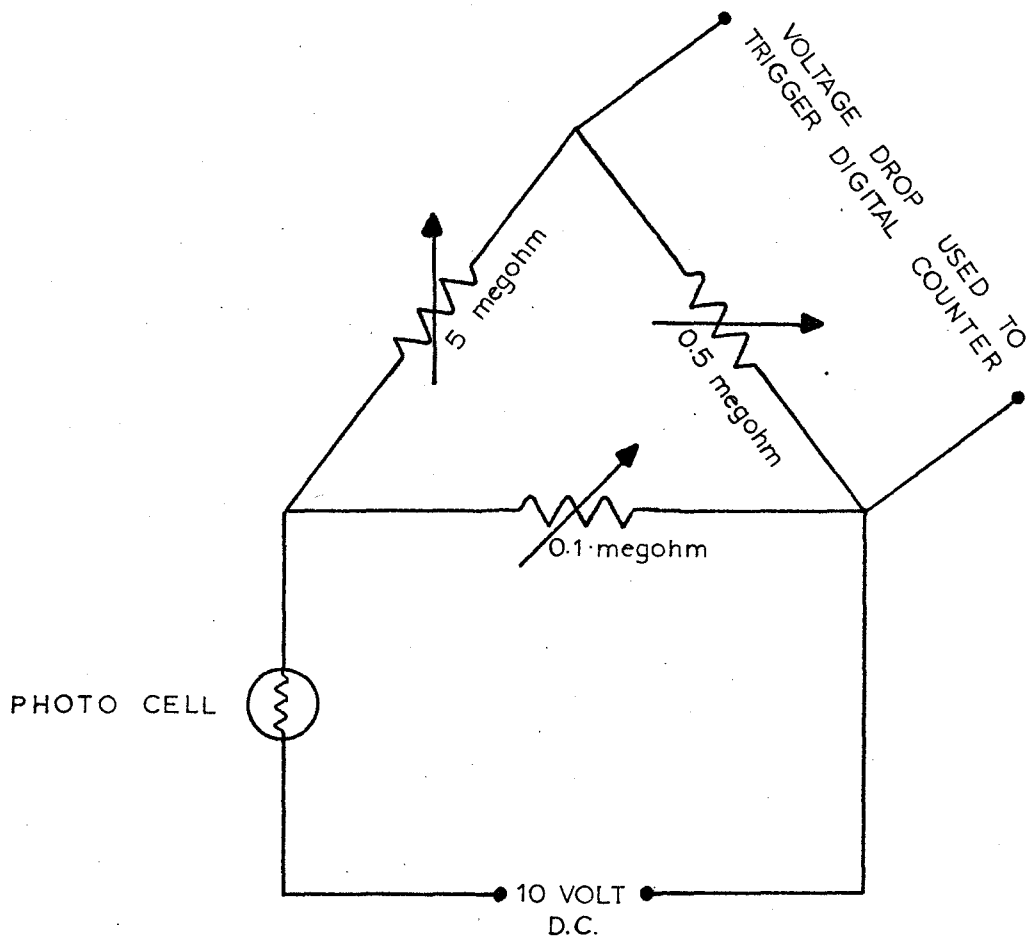 VOLTAGE DROP USED TO
TRIGGER DIGITAL COUNTER
5 megohm
0.5 megohm
0.1 megohm
PHOTO CELL
10 VOLT
D.C.